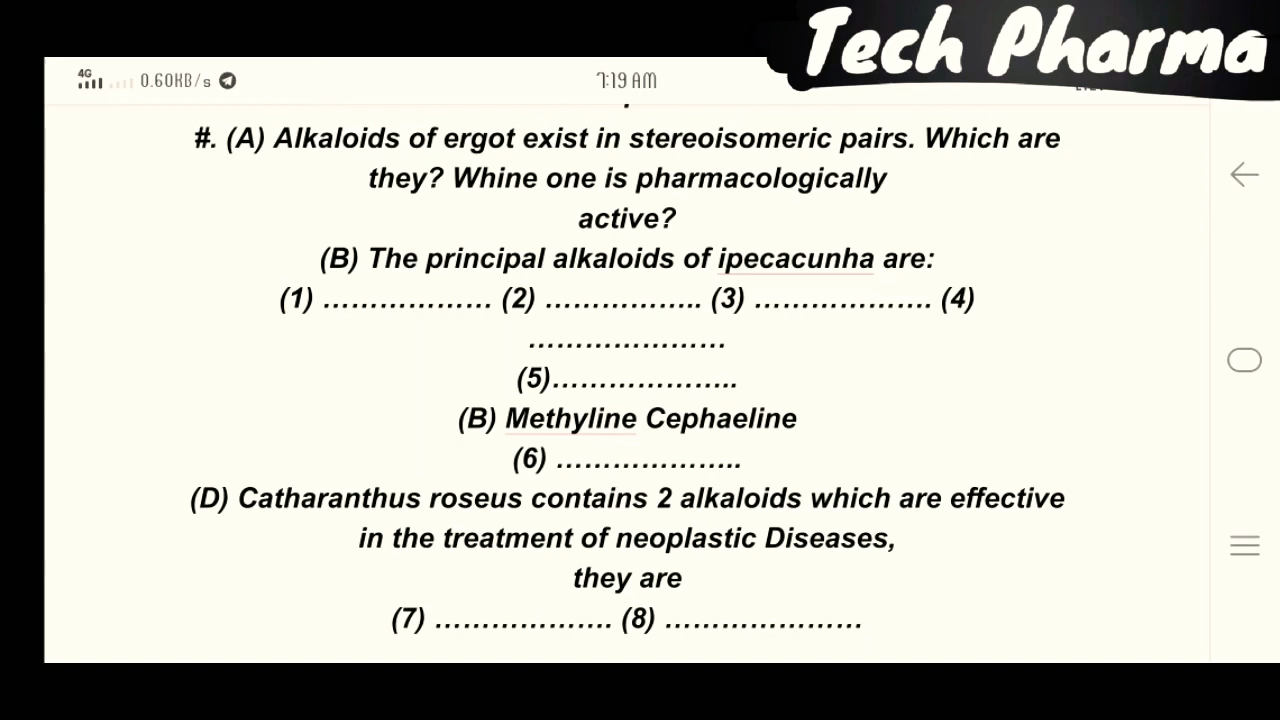 Tech Pharma
4G 0.60KB/s 7:19 AM
#. (A) Alkaloids of ergot exist in stereoisomeric pairs. Which are
they? Whine one is pharmacologically
active?
(B) The principal alkaloids of ipecacunha are:
(1) ……………… (2) …………….. (3) ………………. (4)
…………………
(5)………………..
(B) Methyline Cephaeline
(6) ………………..
(D) Catharanthus roseus contains 2 alkaloids which are effective
in the treatment of neoplastic Diseases,
they are
(7) ………………. (8) …………………